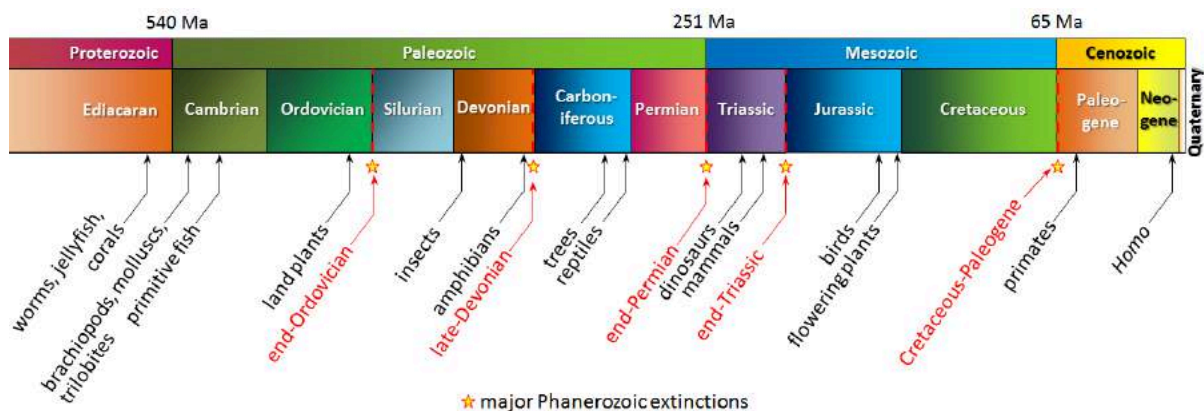 540 Ma
251 Ma
65 Ma
Proterozoic
Paleozoic
Mesozoic
Cenozoic
Ediacaran
Cambrian
Ordovician
Silurian
Devonian
Carbon-
iferous
Permian
Triassic
Jurassic
Cretaceous
Paleo-
gene
Neo-
gene
Quaternary
worms, jellyfish,
corals
brachiopods, molluscs,
trilobites
primitive fish
land plants
end-Ordovician
insects
amphibians
late-Devonian
trees
reptiles
end-Permian
dinosaurs
mammals
end-Triassic
birds
flowering plants
Cretaceous-Paleogene
primates
Homo
major Phanerozoic extinctions